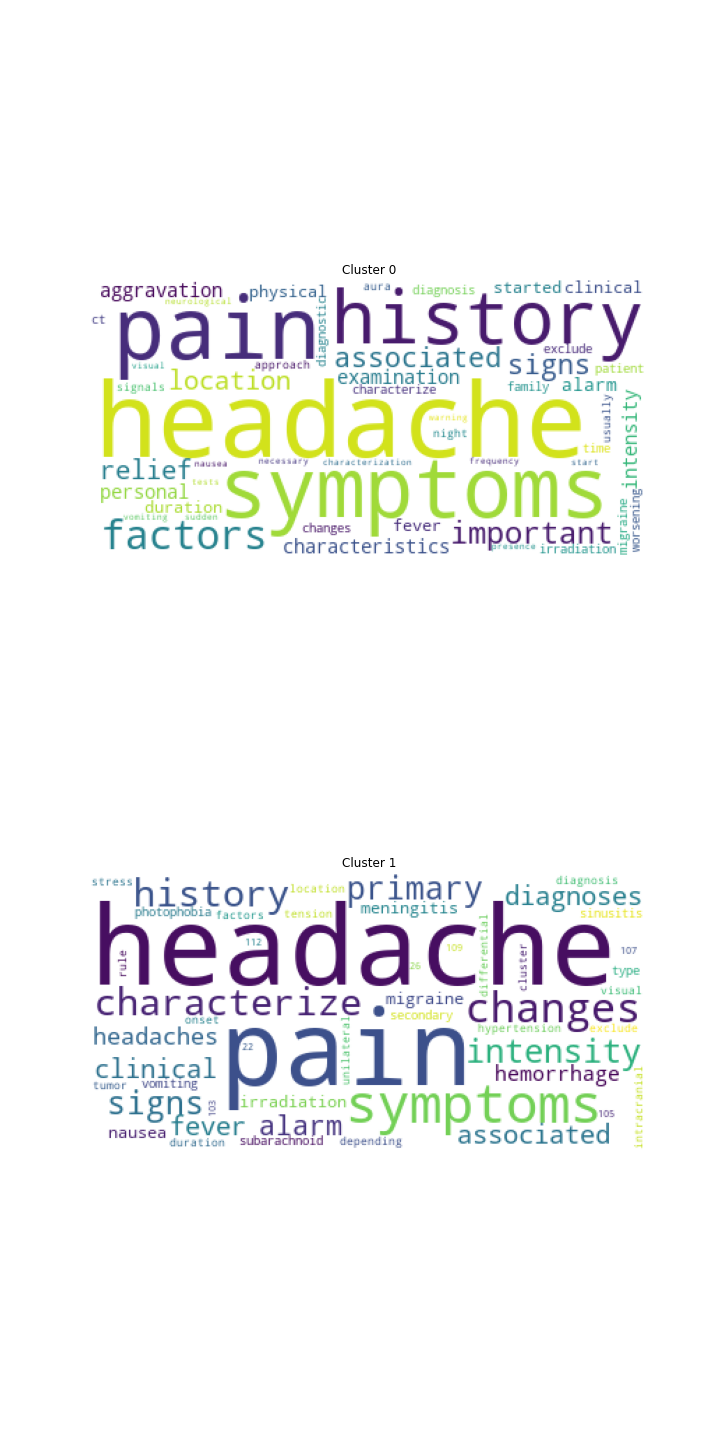 Cluster 0
aggravation
neurological
physical
aura
diagnosis
started
clinical
ct
pain
diagnostic
history
exclude
visual
approach
associated
signs
patient
signals
location
examination
characterize
family
alarm
headache
warning
night
usually
intensity
time
relief
nausea
necessary
characterization
frequency
start
personal
tests
symptoms
duration
vomiting
sudden
factors
changes
fever
important
characteristics
presence
irradiation
migraine
worsening
Cluster 1
stress
history
location
primary
diagnoses
diagnosis
photophobia
factors
tension
meningitis
sinusitis
headache
rule
112
109
26
differential
cluster
107
type
characterize
migraine
changes
visual
onset
secondary
hypertension
exclude
headaches
22
pain
unilateral
intensity
clinical
hemorrhage
tumor
vomiting
signs
103
irradiation
symptoms
105
intracranial
fever
alarm
nausea
duration
subarachnoid
depending
associated